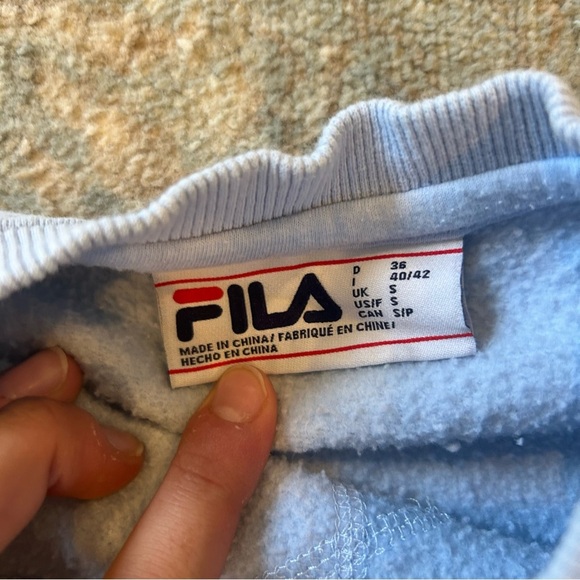 FILA
D 36
I 40/42
UK S
US/F S
CAN S/P
MADE IN CHINA/ FABRIQUÉ EN CHINE/
HECHO EN CHINA